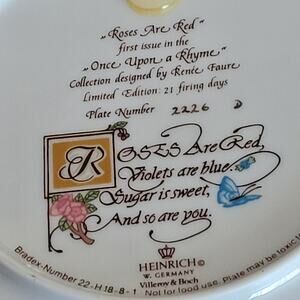 „Roses Are Red”
first issue in the
„Once Upon a Rhyme”
Collection designed by Renée Faure
Limited Edition: 21 firing days
Plate Number 2226 D
ROSES Are Red,
Violets are blue.
Sugar is sweet,
And so are you.
HEINRICH©
W. GERMANY
Villeroy & Boch
Bradex-Number 22-H18-8-1 Not for food use. Plate may be toxic